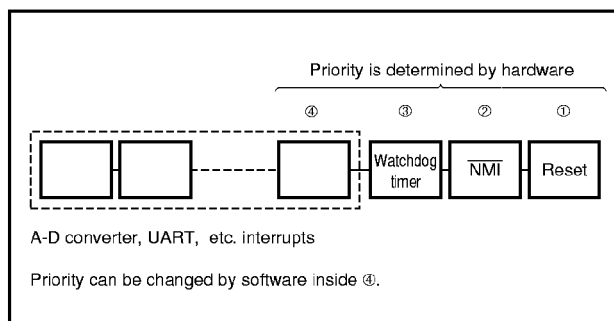 Priority is determined by hardware
④ ③ ② ①
Watchdog
timer
N̅M̅I̅
Reset
A-D converter, UART, etc. interrupts
Priority can be changed by software inside ④.